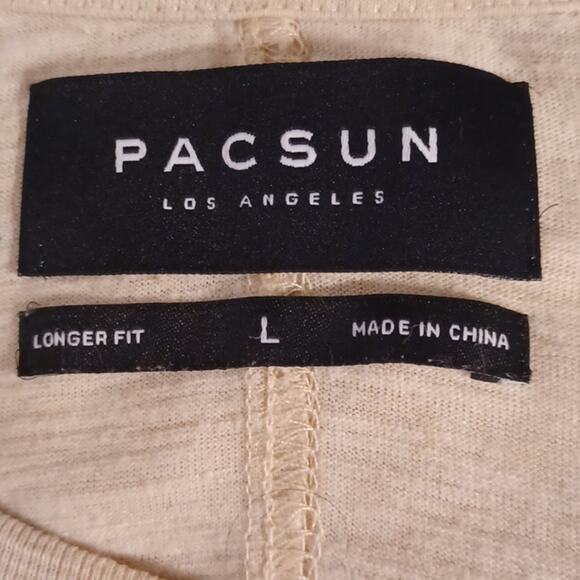 PACSUN
LOS ANGELES
LONGER FIT L MADE IN CHINA